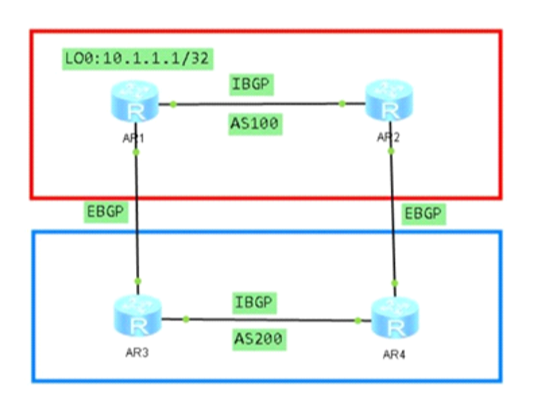 LO0:10.1.1.1/32
IBGP
AR1
AS100
AR2
EBGP
EBGP
IBGP
AS200
AR3
AR4